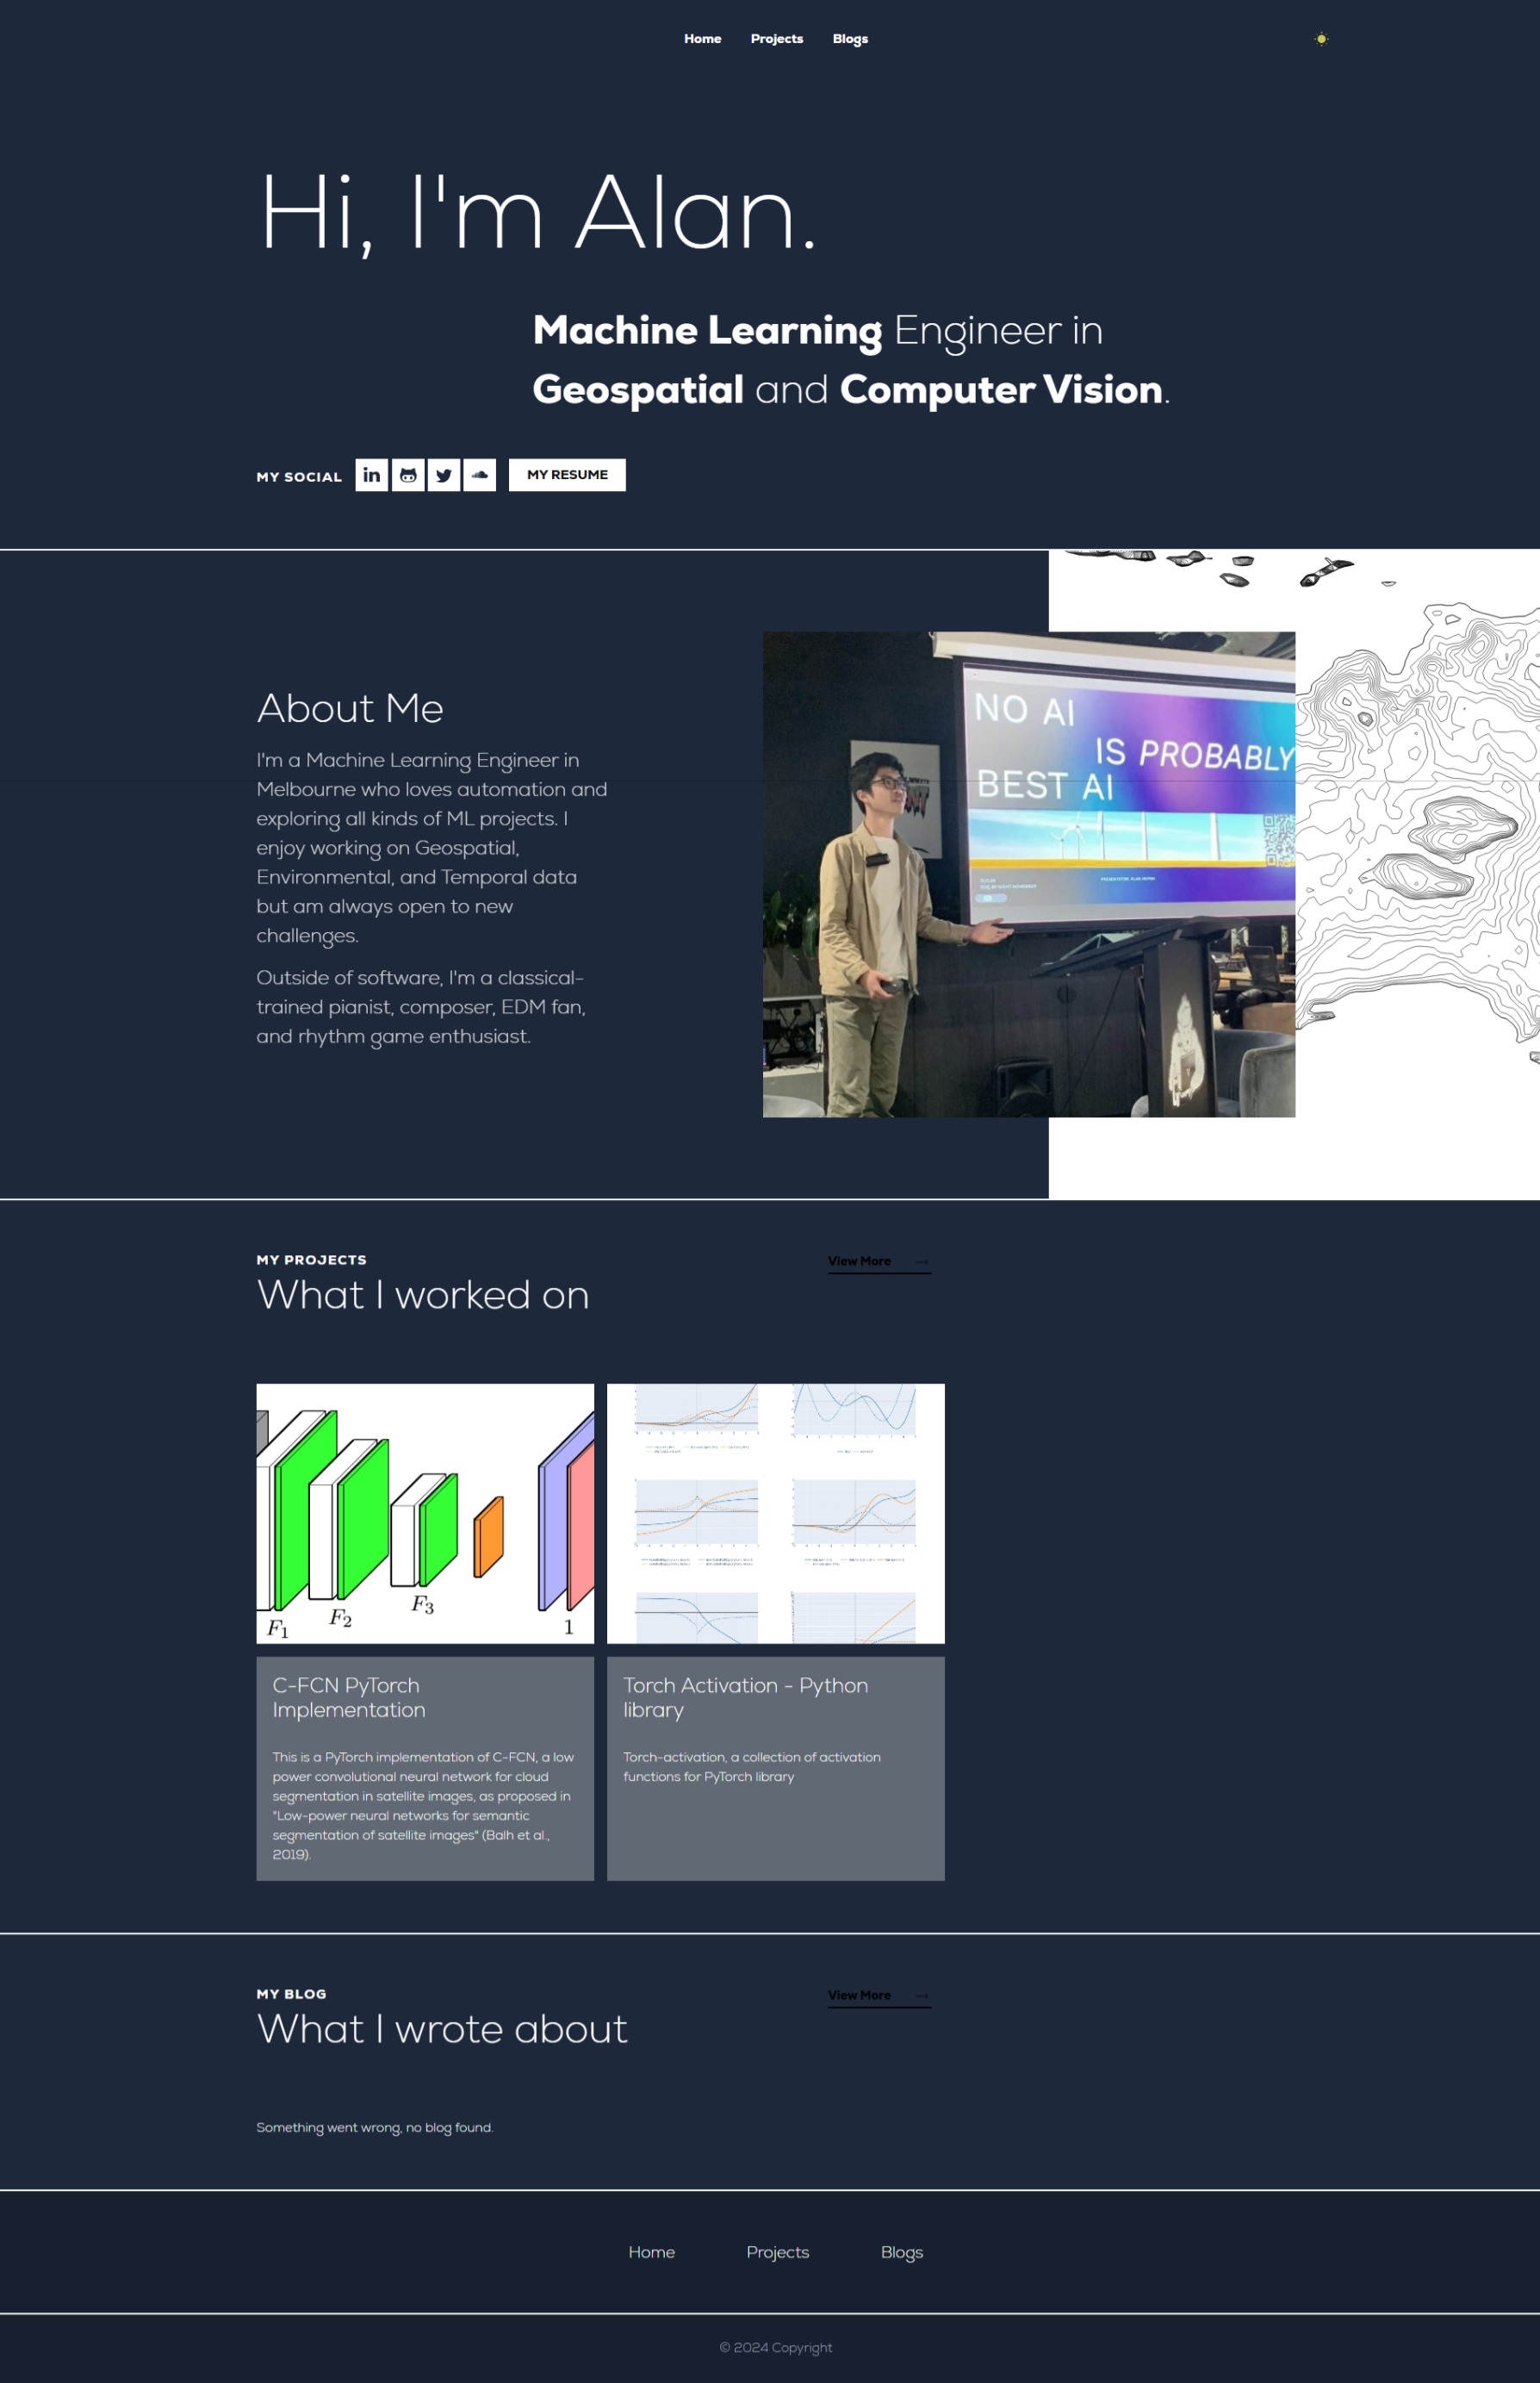 Home Projects Blogs
Hi, I'm Alan.
Machine Learning Engineer in
Geospatial and Computer Vision.
MY SOCIAL in MY RESUME
About Me
I'm a Machine Learning Engineer in
Melbourne who loves automation and
exploring all kinds of ML projects. I
enjoy working on Geospatial,
Environmental, and Temporal data
but am always open to new
challenges.
Outside of software, I'm a classical-
trained pianist, composer, EDM fan,
and rhythm game enthusiast.
NO AI
IS PROBABLY
BEST AI
MY PROJECTS
View More →
What I worked on
F1
F2
F3
1
C-FCN PyTorch
Implementation
This is a PyTorch implementation of C-FCN, a low
power convolutional neural network for cloud
segmentation in satellite images, as proposed in
"Low-power neural networks for semantic
segmentation of satellite images" (Balh et al.,
2019).
Torch Activation - Python
library
Torch-activation, a collection of activation
functions for PyTorch library
MY BLOG
View More →
What I wrote about
Something went wrong, no blog found.
Home Projects Blogs
© 2024 Copyright